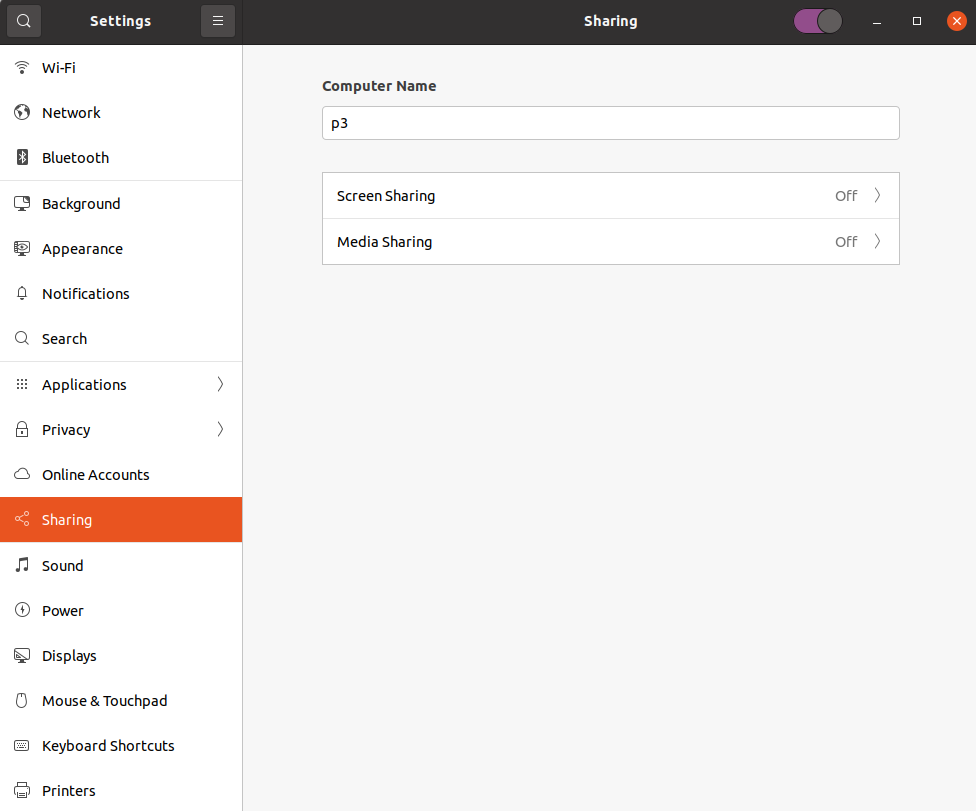 Settings
Sharing
Wi-Fi
Network
Bluetooth
Background
Appearance
Notifications
Search
Applications
Privacy
Online Accounts
Sharing
Sound
Power
Displays
Mouse & Touchpad
Keyboard Shortcuts
Printers
Computer Name
p3
Screen Sharing Off
Media Sharing Off